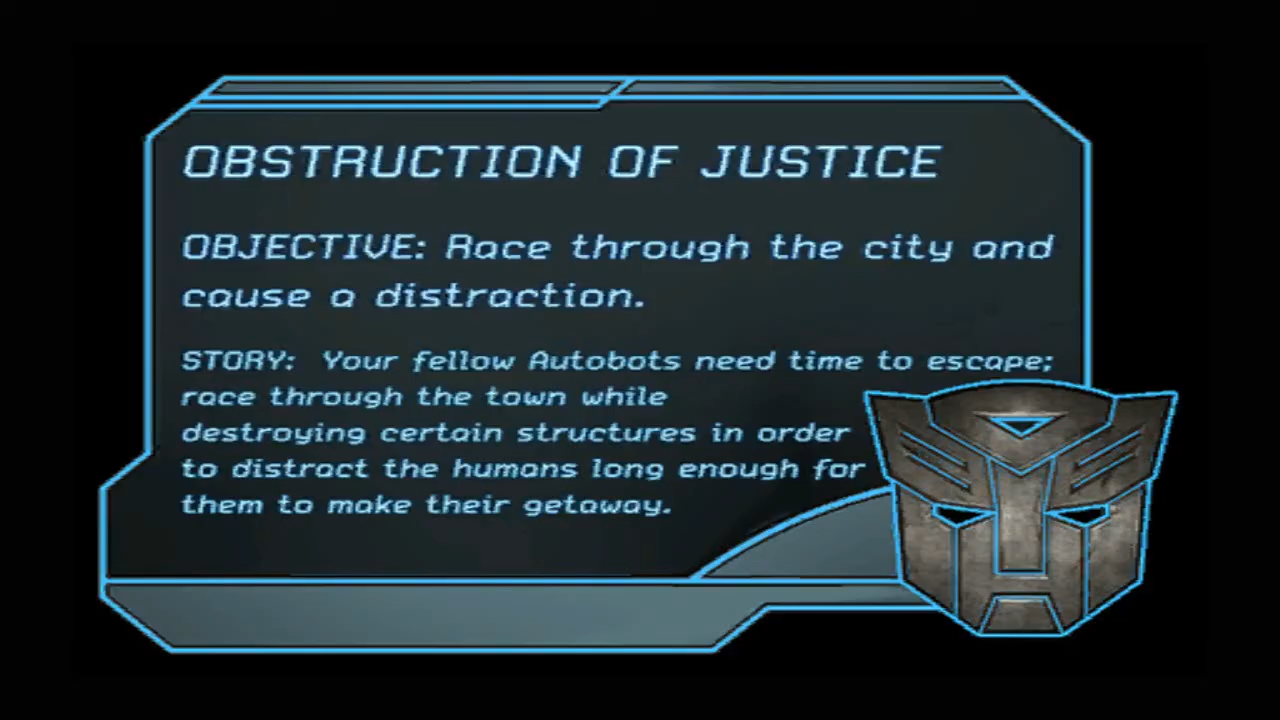 OBSTRUCTION OF JUSTICE
OBJECTIVE: Race through the city and
cause a distraction.
STORY: Your fellow Autobots need time to escape;
race through the town while
destroying certain structures in order
to distract the humans long enough for
them to make their getaway.